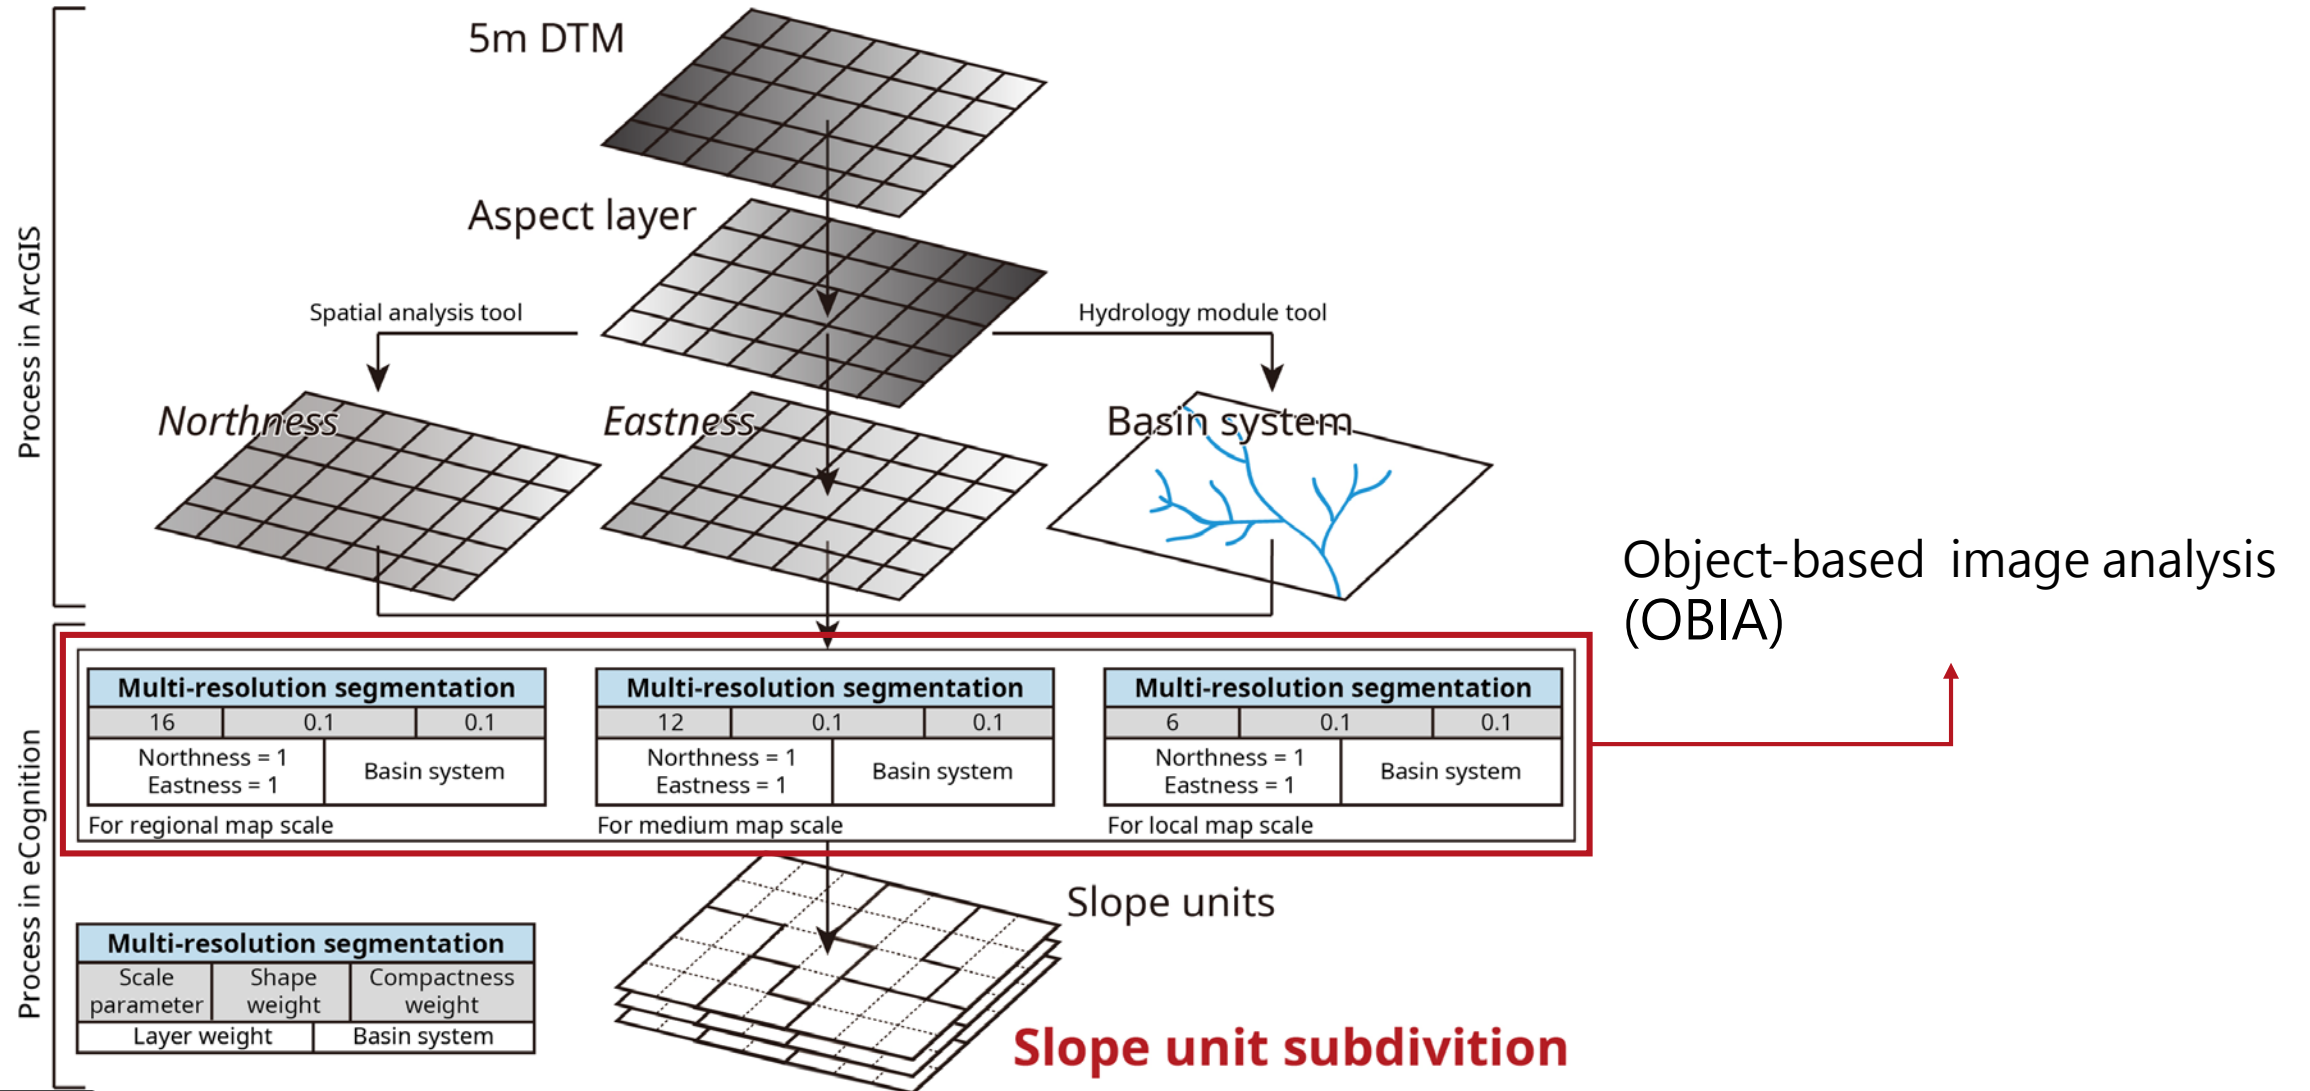 5m DTM
Aspect layer
Process in ArcGIS
Spatial analysis tool
Hydrology module tool
Northness
Eastness
Basin system
Object-based image analysis
(OBIA)
Multi-resolution segmentation
16 0.1 0.1
Northness = 1
Eastness = 1
Basin system
For regional map scale
Multi-resolution segmentation
12 0.1 0.1
Northness = 1
Eastness = 1
Basin system
For medium map scale
Multi-resolution segmentation
6 0.1 0.1
Northness = 1
Eastness = 1
Basin system
For local map scale
Process in eCognition
Slope units
Multi-resolution segmentation
Scale
parameter
Shape
weight
Compactness
weight
Layer weight
Basin system
Slope unit subdivition